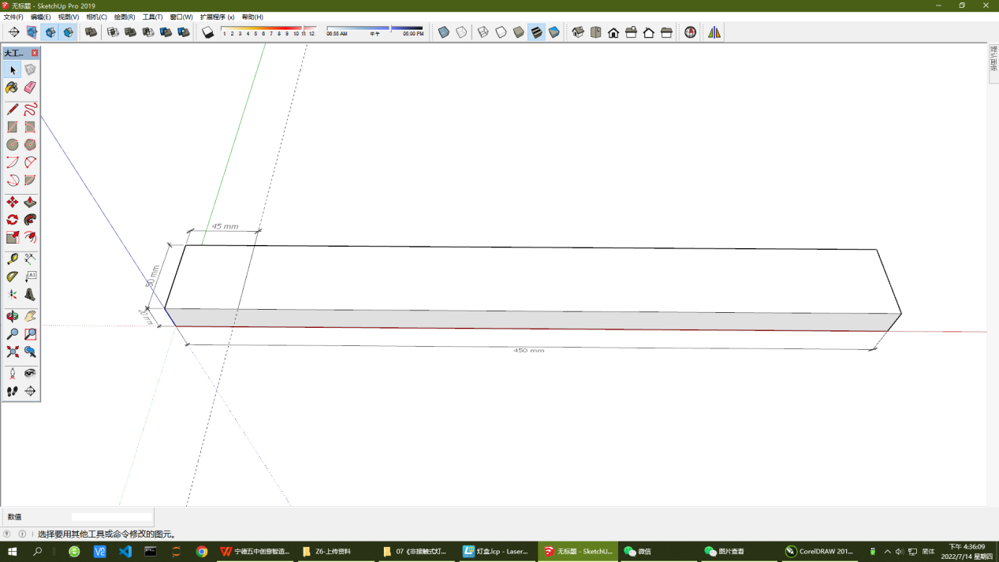 无标题 - SketchUp Pro 2019
文件(F) 编辑(E) 视图(V) 相机(C) 绘图(R) 工具(T) 窗口(W) 扩展程序 (x) 帮助(H)
1 2 3 4 5 6 7 8 9 10 11 12
06:55 AM 中午 05:00 PM
大工...
A1
45 mm
50 mm
20 mm
450 mm
数值
选择要用其他工具或命令修改的图元。
宁德五中创意智造...
Z6-上传资料
07《非接触式灯...
灯盒.lcp - Laser...
无标题 - SketchU...
微信
图片查看
CorelDRAW 201...
简体
下午 4:36:09
2022/7/14 星期四